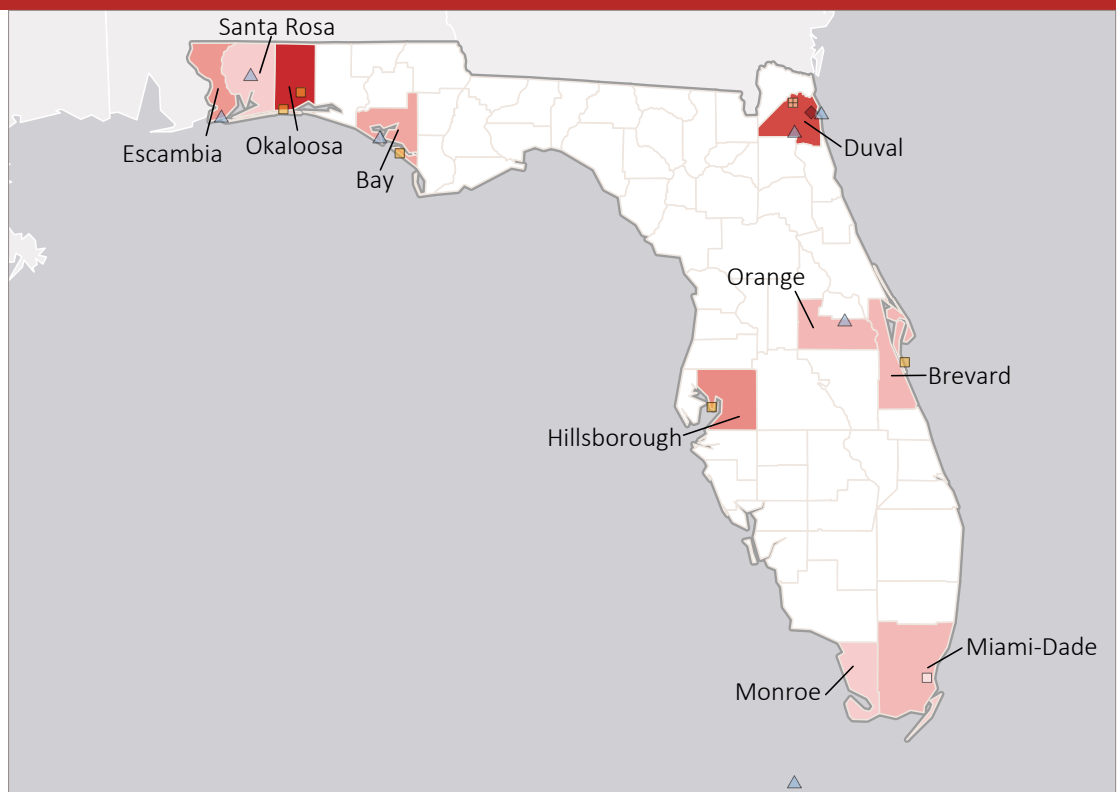 Santa Rosa
Escambia
Okaloosa
Bay
Duval
Orange
Brevard
Hillsborough
Miami-Dade
Monroe